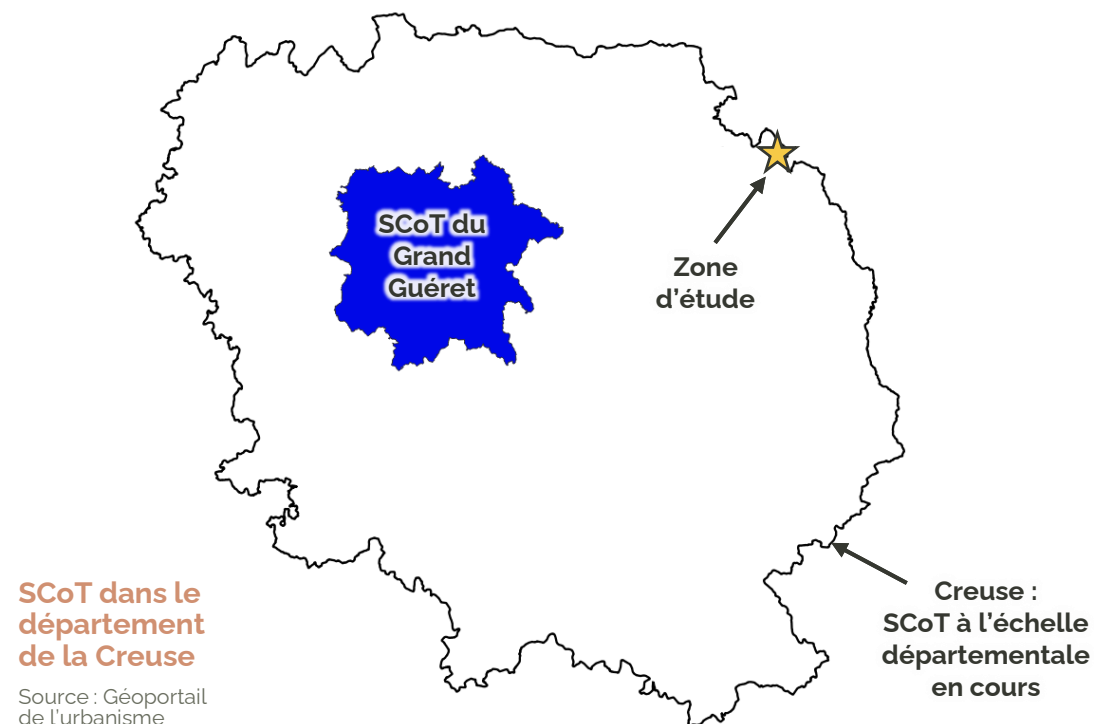 SCoT du
Grand
Guéret
Zone
d’étude
Creuse :
SCoT à l’échelle
départementale
en cours
SCoT dans le
département
de la Creuse
Source : Géoportail
de l’urbanisme